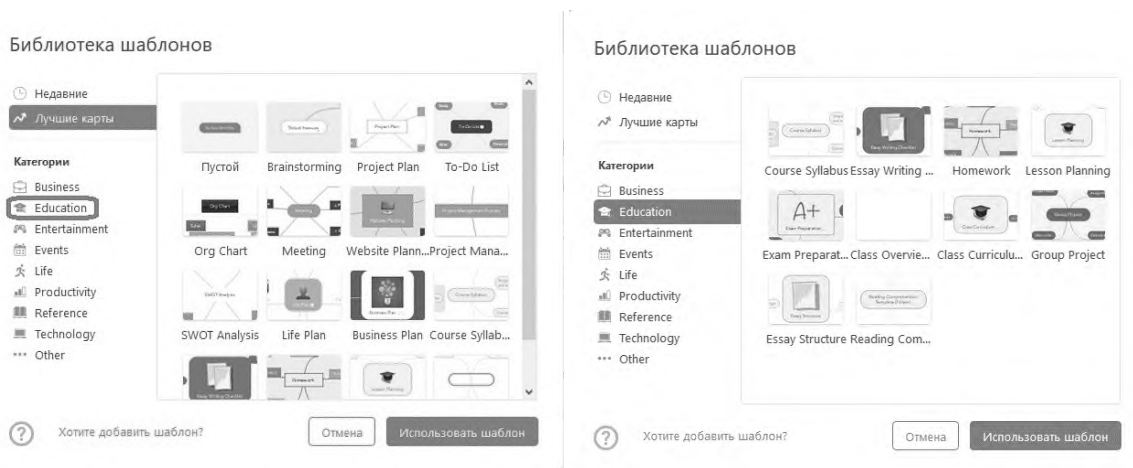 Библиотека шаблонов
Недавние
Лучшие карты
Категории
Business
Education
Entertainment
Events
Life
Productivity
Reference
Technology
Other
Пустой Brainstorming Project Plan To-Do List
Org Chart Meeting Website Plann... Project Mana...
SWOT Analysis Life Plan Business Plan Course Syllab...
Хотите добавить шаблон?
Отмена
Использовать шаблон
Библиотека шаблонов
Недавние
Лучшие карты
Категории
Business
Education
Entertainment
Events
Life
Productivity
Reference
Technology
Other
Course Syllabus Essay Writing ... Homework Lesson Planning
A+
Exam Preparat... Class Overvie... Class Curriculu... Group Project
Essay Structure Reading Com...
Хотите добавить шаблон?
Отмена
Использовать шаблон